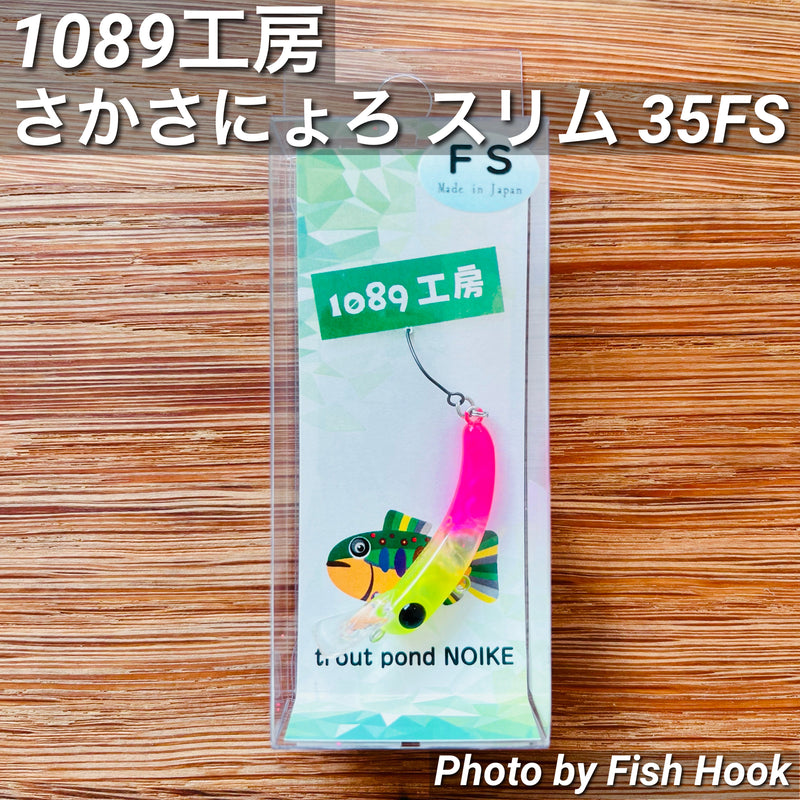 1089工房
さかさにょろ スリム 35FS
FS
Made in Japan
1089工房
trout pond NOIKE
Photo by Fish Hook